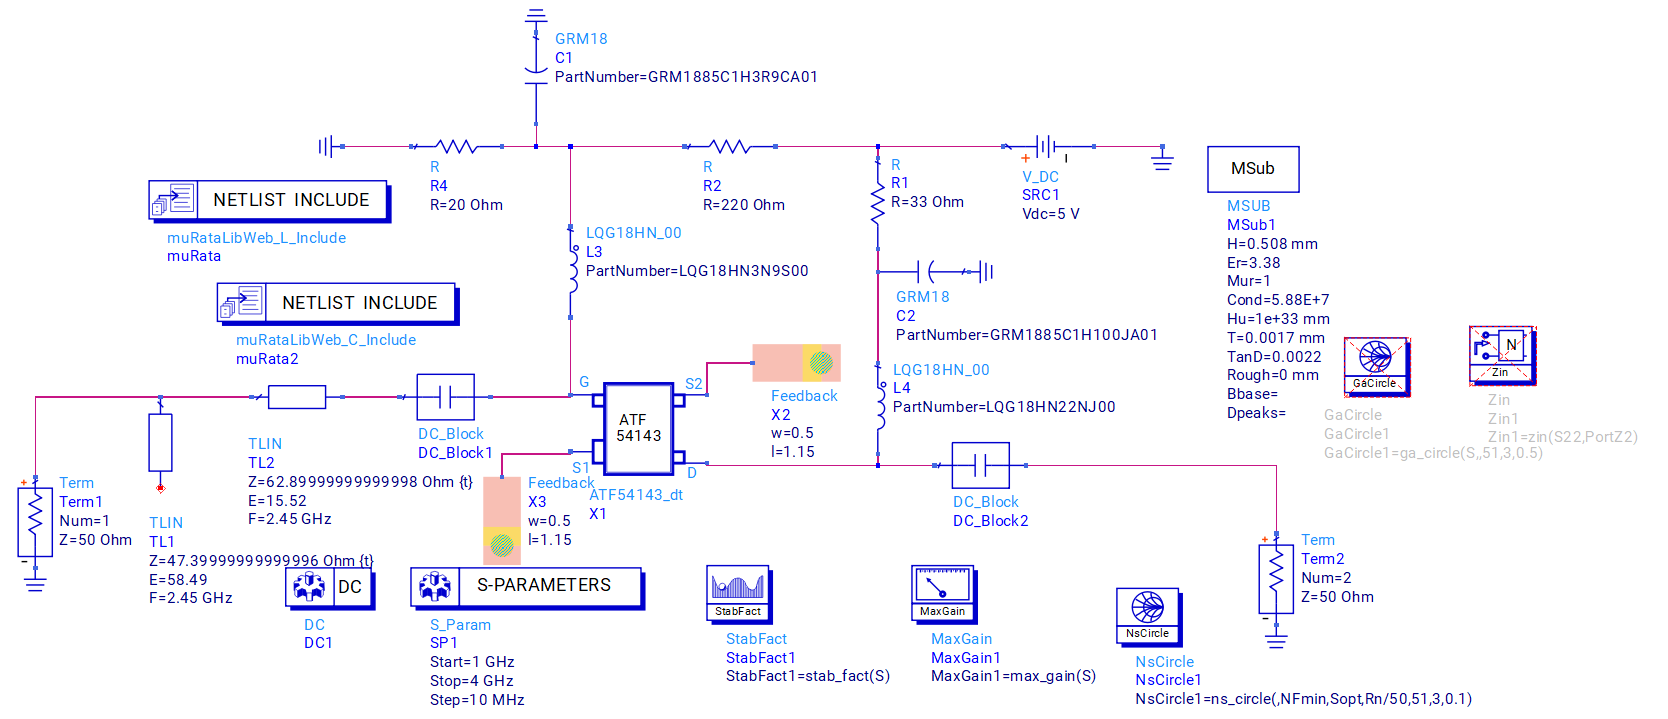 GRM18
C1
PartNumber=GRM1885C1H3R9CA01
R
R4
R=20 Ohm
R
R2
R=220 Ohm
R
R1
R=33 Ohm
V_DC
SRC1
Vdc=5 V
MSub
MSUB
MSub1
H=0.508 mm
Er=3.38
Mur=1
Cond=5.88E+7
Hu=1e+33 mm
T=0.0017 mm
TanD=0.0022
Rough=0 mm
Bbase=
Dpeaks=
NETLIST INCLUDE
muRataLibWeb_L_Include
muRata
NETLIST INCLUDE
muRataLibWeb_C_Include
muRata2
LQG18HN_00
L3
PartNumber=LQG18HN3N9S00
GRM18
C2
PartNumber=GRM1885C1H100JA01
LQG18HN_00
L4
PartNumber=LQG18HN22NJ00
GaCircle
GaCircle
GaCircle1
GaCircle1=ga_circle(S,,51,3,0.5)
N
Zin
Zin
Zin1
Zin1=zin(S22,PortZ2)
G
S2
S1
D
ATF
54143
ATF54143_dt
X1
Feedback
X2
w=0.5
l=1.15
Feedback
X3
w=0.5
l=1.15
DC_Block
DC_Block1
DC_Block
DC_Block2
TLIN
TL2
Z=62.89999999999998 Ohm {t}
E=15.52
F=2.45 GHz
TLIN
TL1
Z=47.39999999999996 Ohm {t}
E=58.49
F=2.45 GHz
+
Term
Term1
Num=1
Z=50 Ohm
-
+
Term
Term2
Num=2
Z=50 Ohm
-
DC
DC
DC1
S-PARAMETERS
S_Param
SP1
Start=1 GHz
Stop=4 GHz
Step=10 MHz
StabFact
StabFact
StabFact1
StabFact1=stab_fact(S)
MaxGain
MaxGain
MaxGain1
MaxGain1=max_gain(S)
NsCircle
NsCircle
NsCircle1
NsCircle1=ns_circle(,NFmin,Sopt,Rn/50,51,3,0.1)